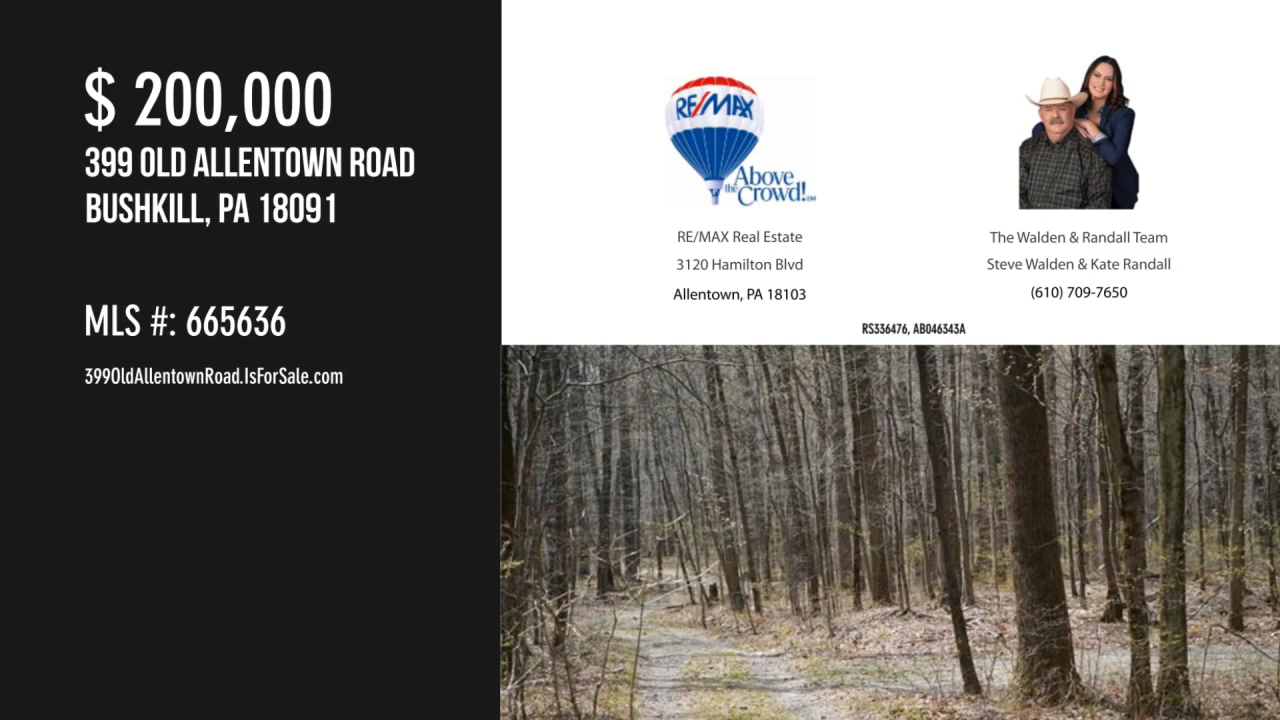 $ 200,000
399 OLD ALLENTOWN ROAD
BUSHKILL, PA 18091
MLS #: 665636
399OldAllentownRoad.IsForSale.com
RE/MAX
Above
the Crowd!
RE/MAX Real Estate
3120 Hamilton Blvd
Allentown, PA 18103
The Walden & Randall Team
Steve Walden & Kate Randall
(610) 709-7650
RS336476, AB046343A